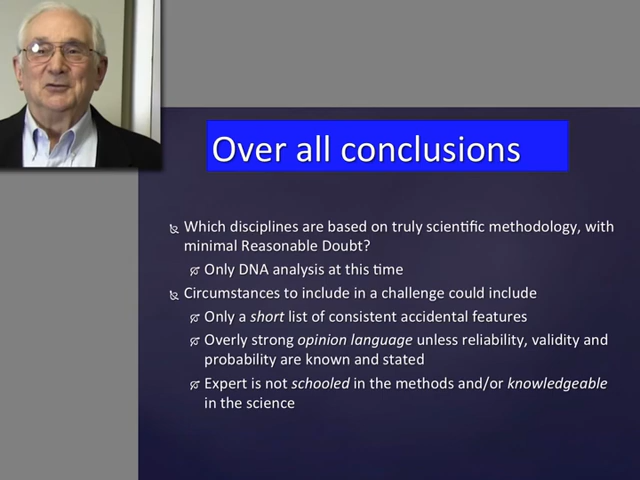 Over all conclusions
Which disciplines are based on truly scientific methodology, with
minimal Reasonable Doubt?
Only DNA analysis at this time
Circumstances to include in a challenge could include
Only a short list of consistent accidental features
Overly strong opinion language unless reliability, validity and
probability are known and stated
Expert is not schooled in the methods and/or knowledgeable
in the science